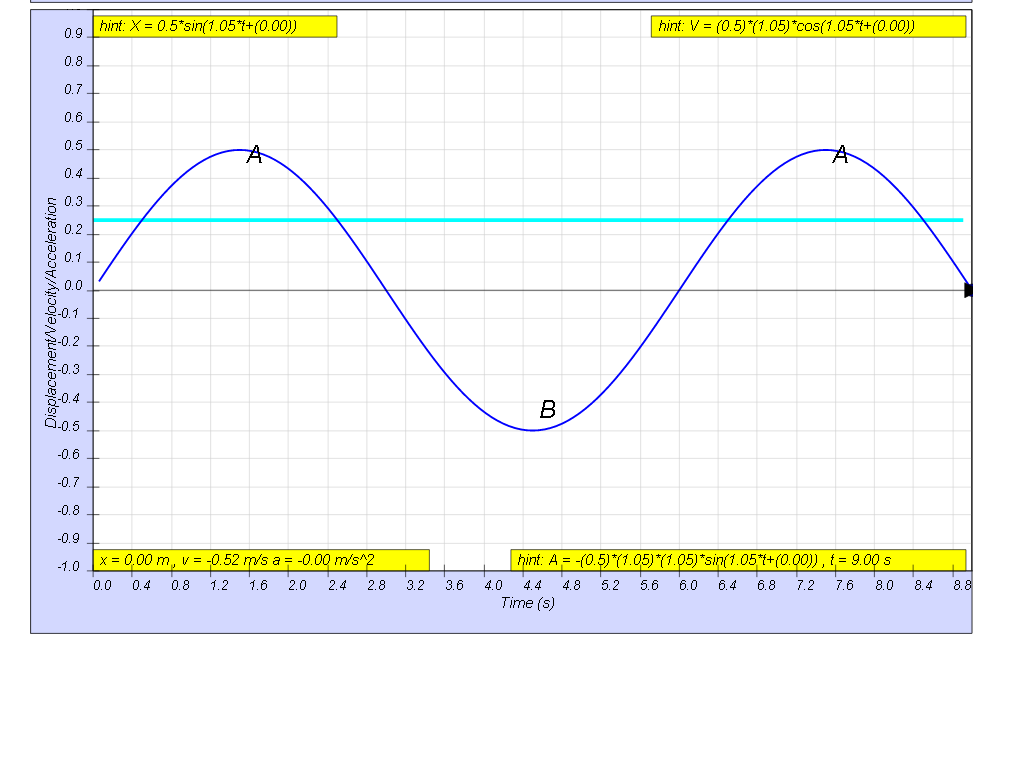 hint: X = 0.5*sin(1.05*t+(0.00))
hint: V = (0.5)*(1.05)*cos(1.05*t+(0.00))
0.9
0.8
0.7
0.6
0.5
0.4
0.3
0.2
0.1
0.0
-0.1
-0.2
-0.3
-0.4
-0.5
-0.6
-0.7
-0.8
-0.9
-1.0
Displacement/Velocity/Acceleration
A
A
B
x = 0.00 m , v = -0.52 m/s a = -0.00 m/s^2
hint: A = -(0.5)*(1.05)*(1.05)*sin(1.05*t+(0.00)) , t = 9.00 s
0.0 0.4 0.8 1.2 1.6 2.0 2.4 2.8 3.2 3.6 4.0 4.4 4.8 5.2 5.6 6.0 6.4 6.8 7.2 7.6 8.0 8.4 8.8
Time (s)